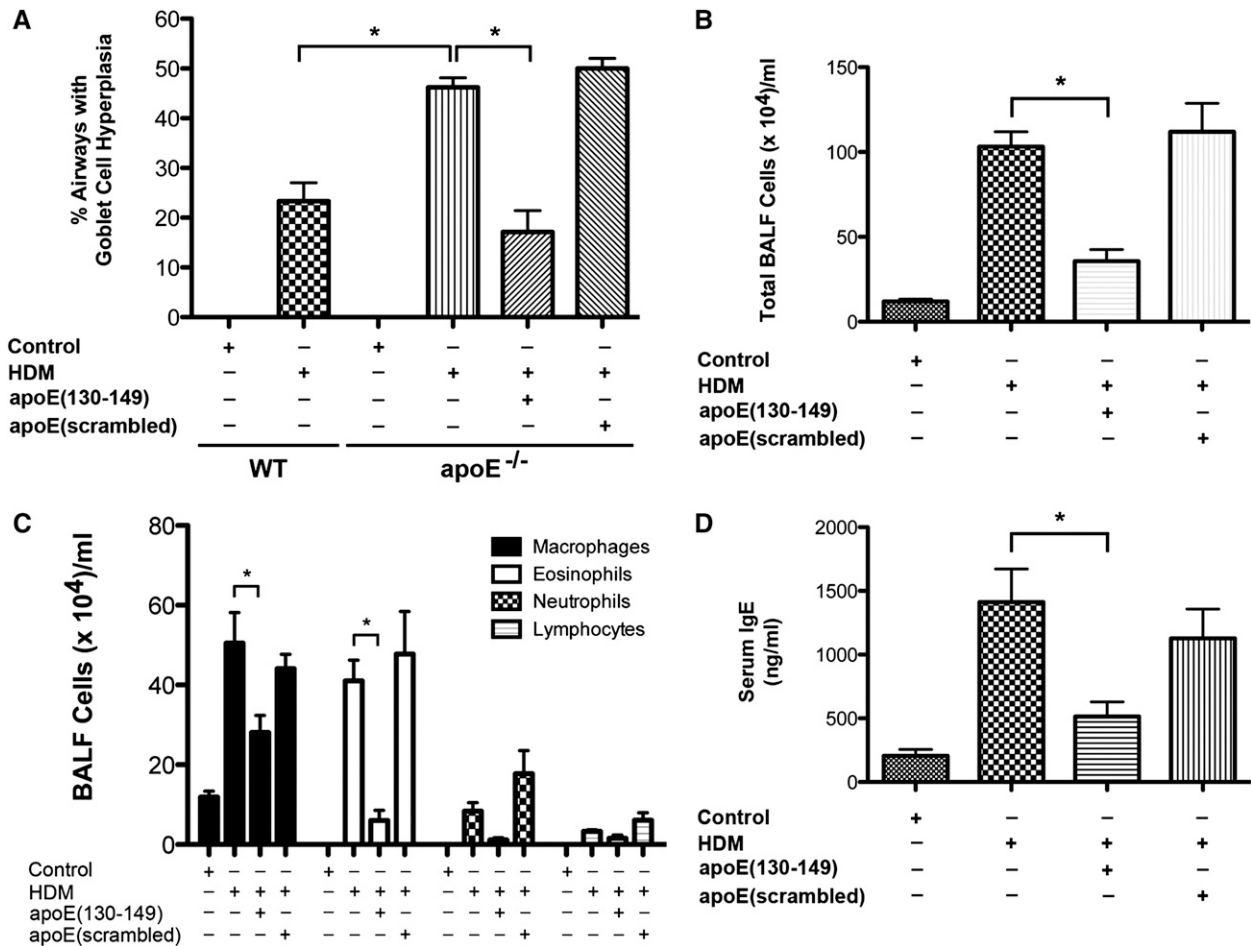 A
% Airways with
Goblet Cell Hyperplasia
60
50
40
30
20
10
0
*
*
Control + – + – – –
HDM – + – + + +
apoE(130-149) – – – – + –
apoE(scrambled) – – – – – +
WT
apoE-/-
B
Total BALF Cells (x 104)/ml
150
100
50
0
*
Control + – – –
HDM – + + +
apoE(130-149) – – + –
apoE(scrambled) – – – +
C
BALF Cells (x 104)/ml
80
60
40
20
0
*
*
Macrophages
Eosinophils
Neutrophils
Lymphocytes
Control + – – – + – – – + – – – + – – –
HDM – + + + – + + + – + + + – + + +
apoE(130-149) – – + – – – + – – – + – – – + –
apoE(scrambled) – – – + – – – + – – – + – – – +
D
Serum IgE
(ng/ml)
2000
1500
1000
500
0
*
Control + – – –
HDM – + + +
apoE(130-149) – – + –
apoE(scrambled) – – – +